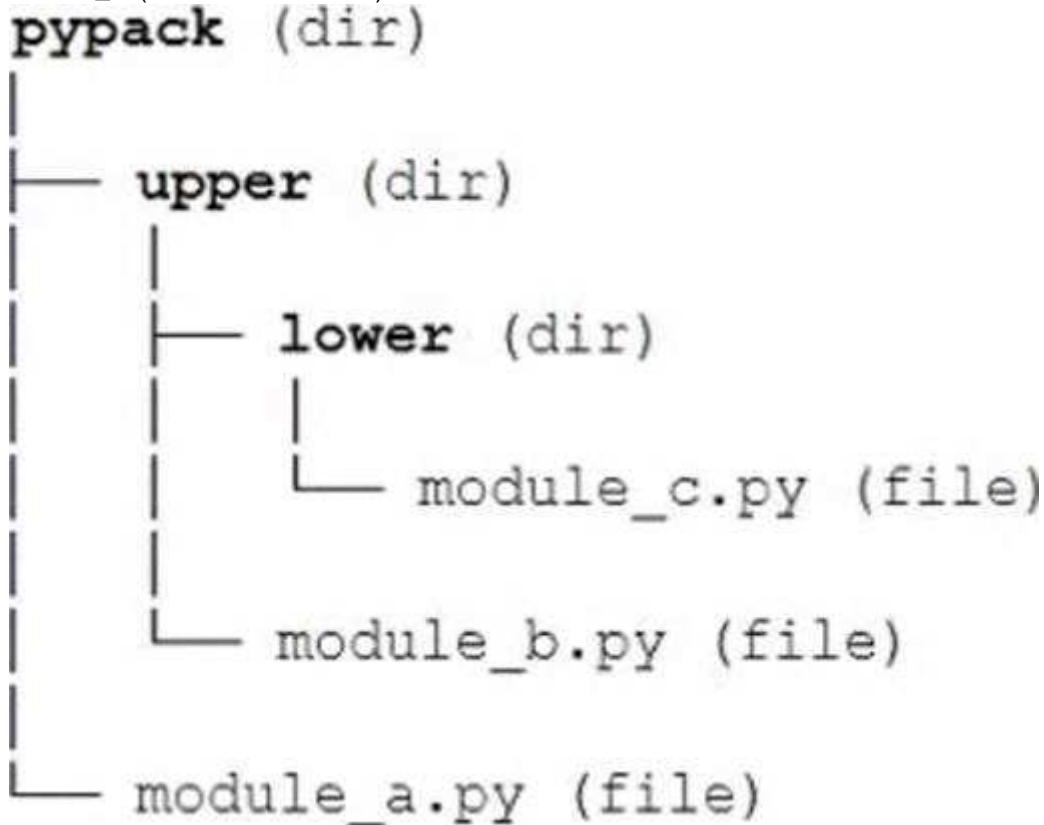 pypack (dir)
upper (dir)
lower (dir)
module_c.py (file)
module_b.py (file)
module_a.py (file)